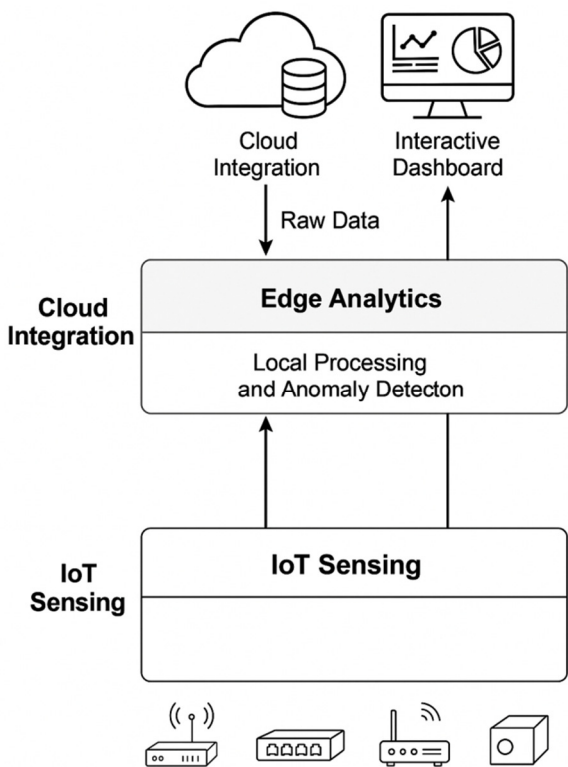 Cloud
Integration
Interactive
Dashboard
Raw Data
Cloud
Integration
Edge Analytics
Local Processing
and Anomaly Detecton
IoT
Sensing
IoT Sensing